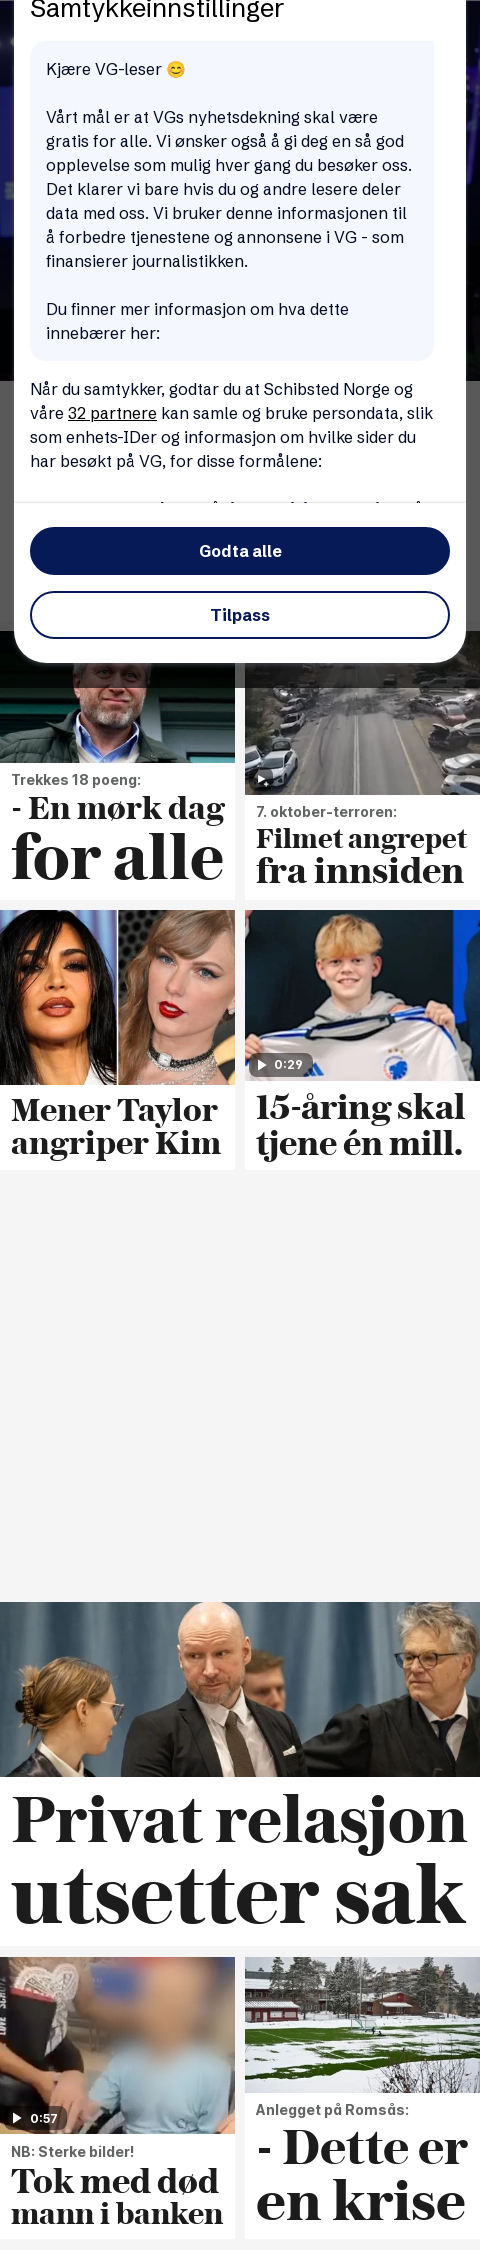 Samtykkeinnstillinger
Kjære VG-leser 😊
Vårt mål er at VGs nyhetsdekning skal være
gratis for alle. Vi ønsker også å gi deg en så god
opplevelse som mulig hver gang du besøker oss.
Det klarer vi bare hvis du og andre lesere deler
data med oss. Vi bruker denne informasjonen til
å forbedre tjenestene og annonsene i VG - som
finansierer journalistikken.
Du finner mer informasjon om hva dette
innebærer her:
Når du samtykker, godtar du at Schibsted Norge og
våre 32 partnere kan samle og bruke persondata, slik
som enhets-IDer og informasjon om hvilke sider du
har besøkt på VG, for disse formålene:
Godta alle
Tilpass
Trekkes 18 poeng:
- En mørk dag
for alle
7. oktober-terroren:
Filmet angrepet
fra innsiden
Mener Taylor
angriper Kim
0:29
15-åring skal
tjene én mill.
Privat relasjon
utsetter sak
0:57
NB: Sterke bilder!
Tok med død
mann i banken
Anlegget på Romsås:
- Dette er
en krise